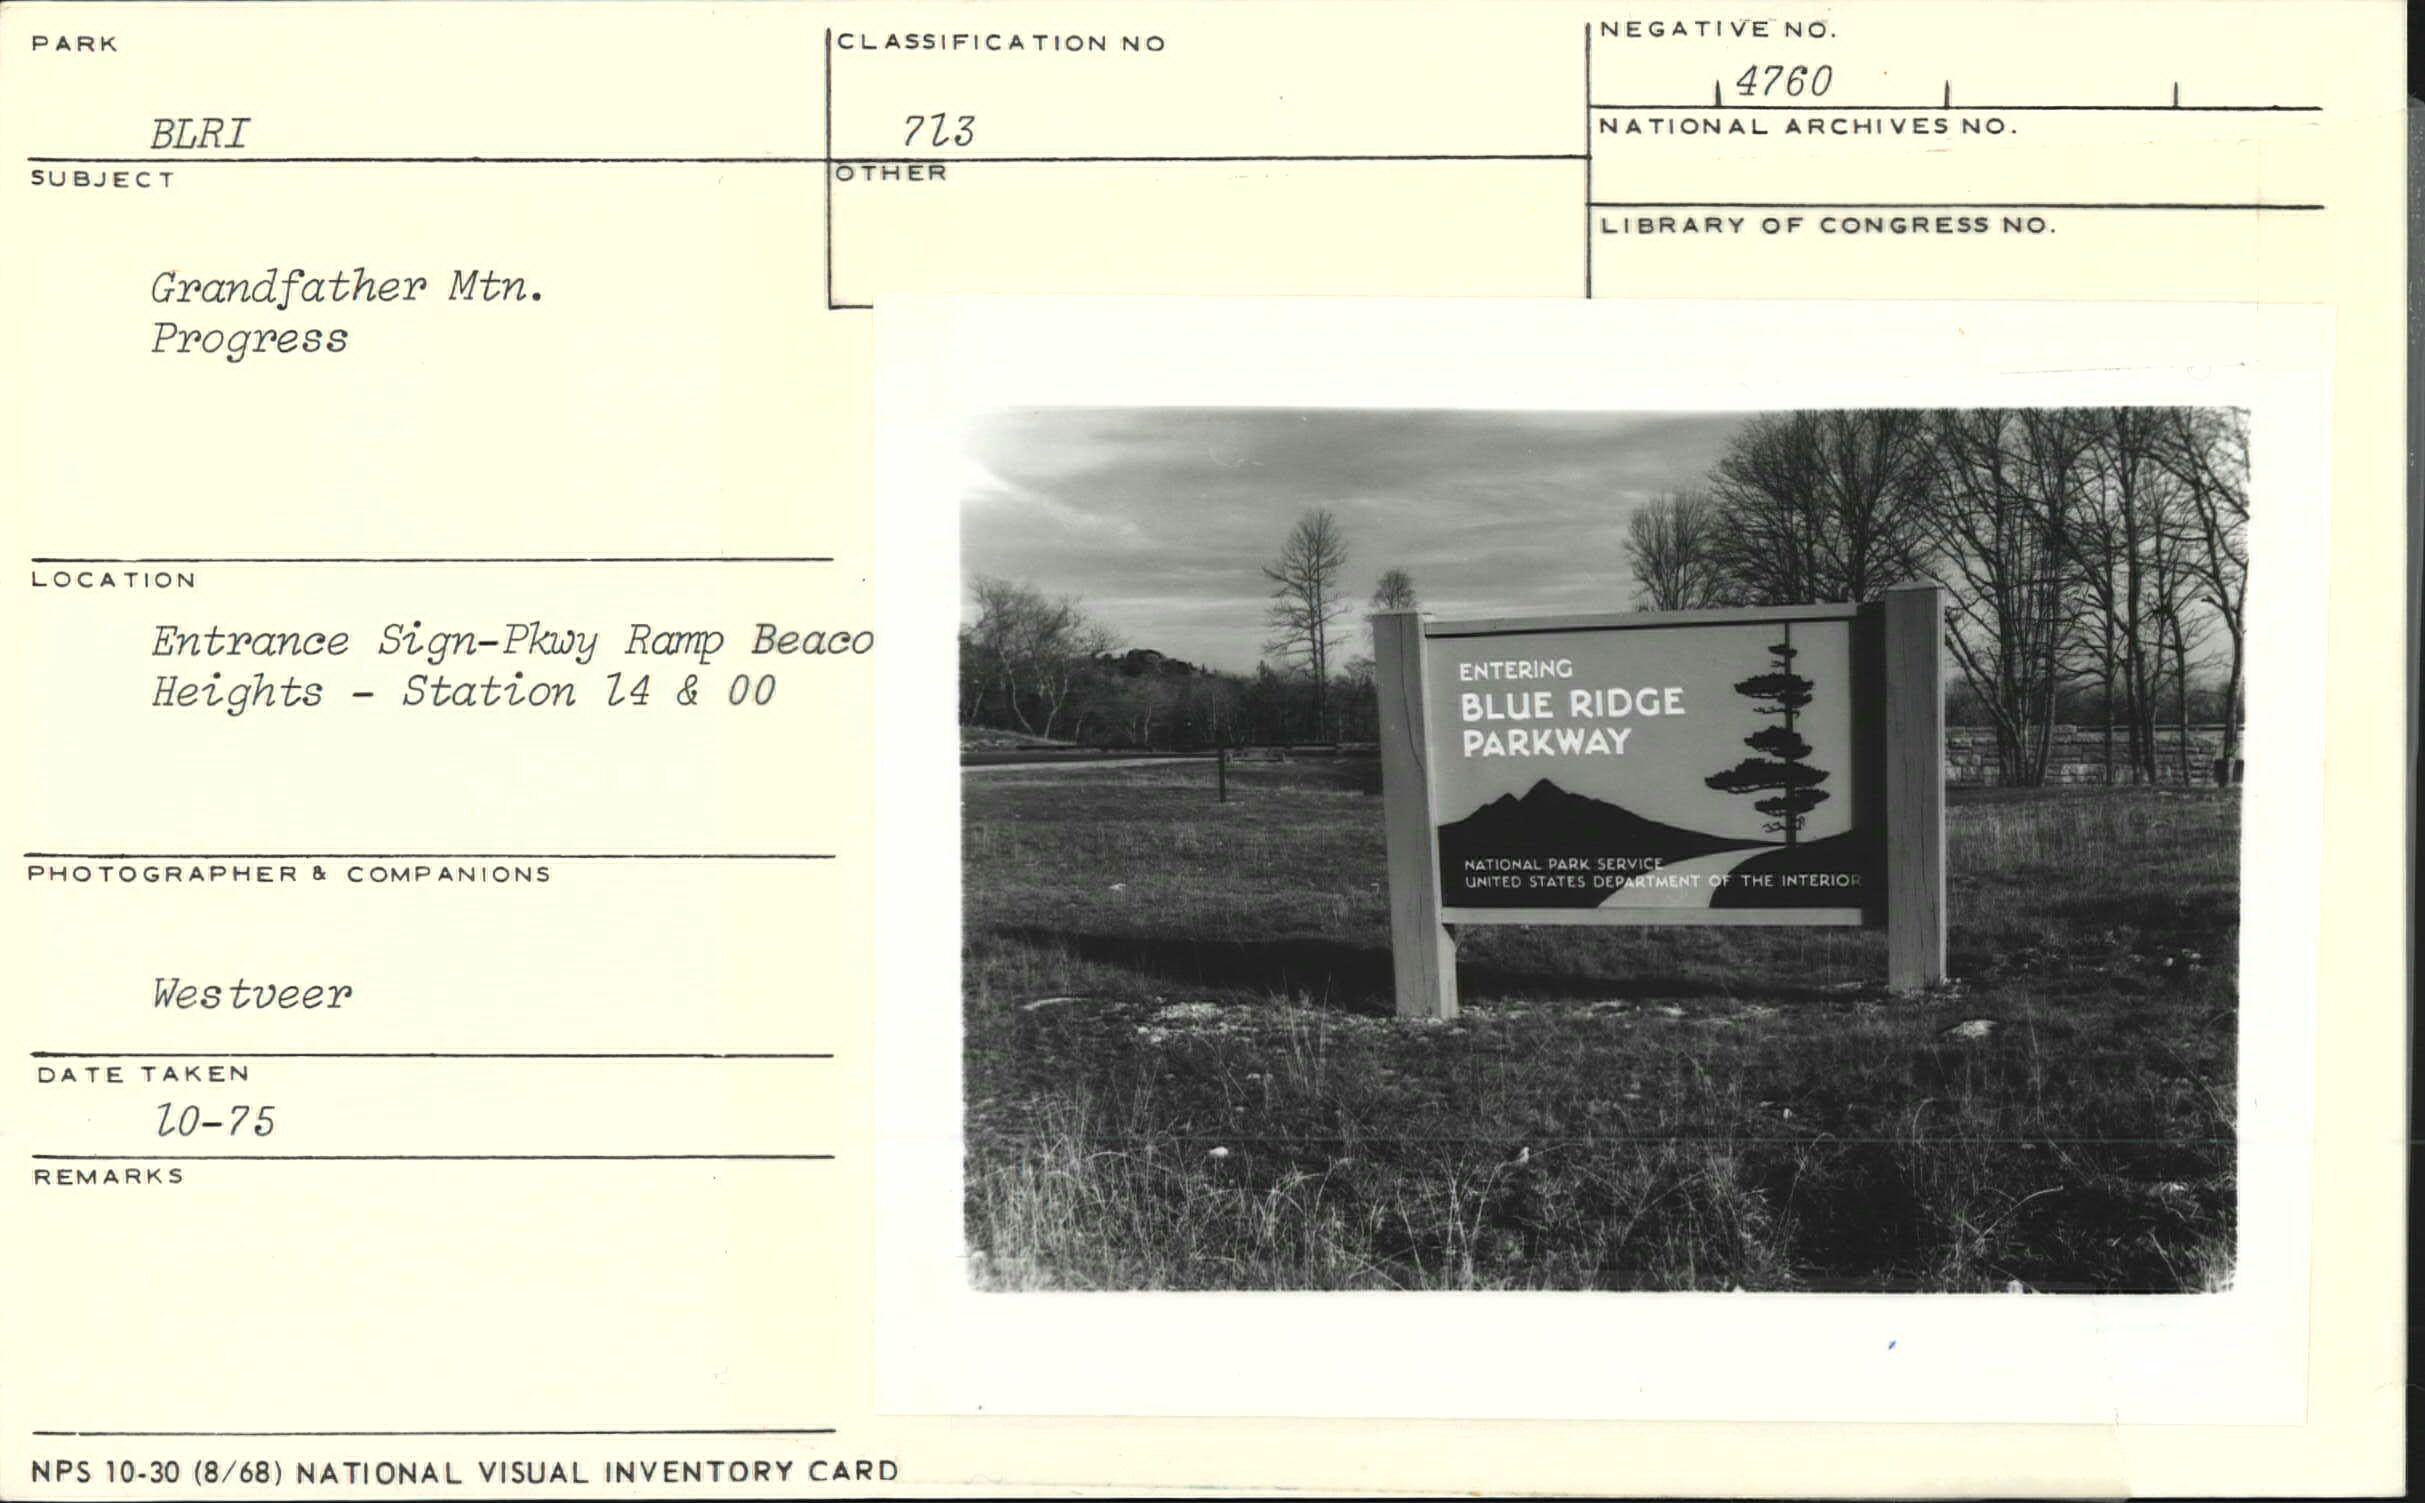 PARK
BLRI
CLASSIFICATION NO
713
NEGATIVE NO.
4760
NATIONAL ARCHIVES NO.
OTHER
LIBRARY OF CONGRESS NO.
SUBJECT
Grandfather Mtn.
Progress
LOCATION
Entrance Sign-Pkwy Ramp Beaco
Heights - Station 14 & 00
PHOTOGRAPHER & COMPANIONS
Westveer
DATE TAKEN
10-75
REMARKS
NPS 10-30 (8/68) NATIONAL VISUAL INVENTORY CARD
ENTERING
BLUE RIDGE
PARKWAY
NATIONAL PARK SERVICE
UNITED STATES DEPARTMENT OF THE INTERIOR